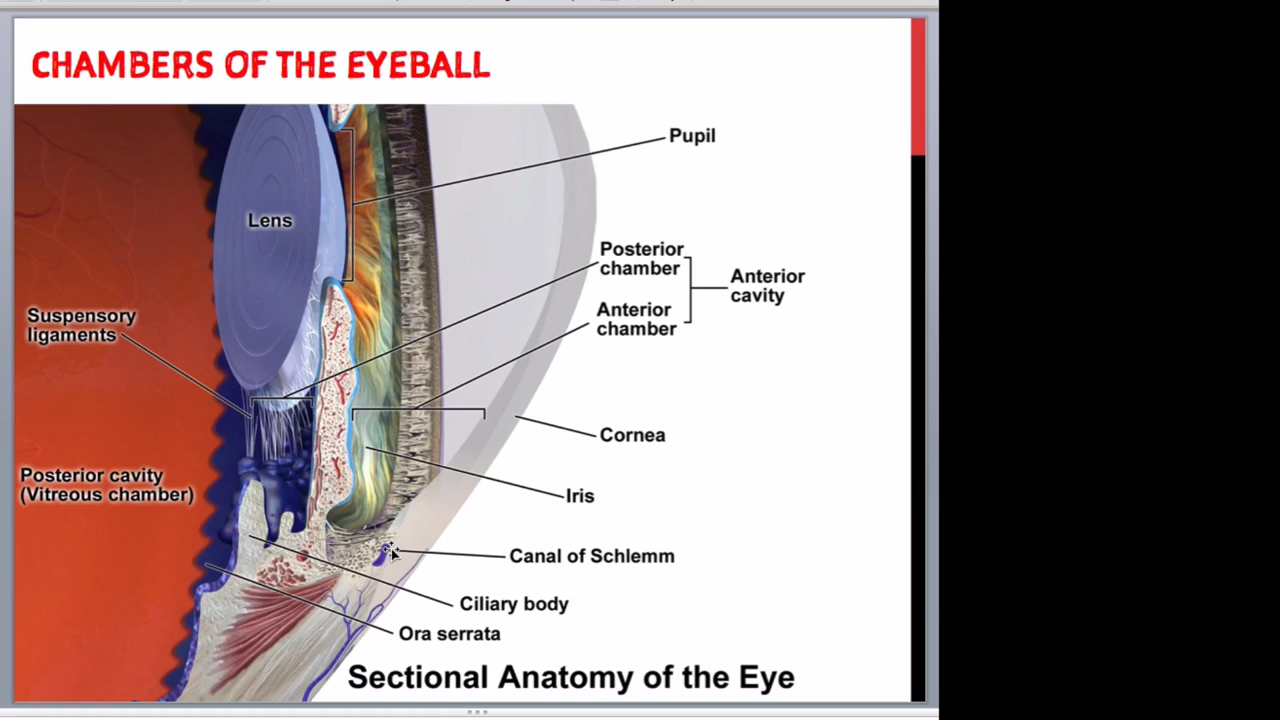 CHAMBERS OF THE EYEBALL
Pupil
Lens
Posterior
chamber
Anterior
cavity
Anterior
chamber
Suspensory
ligaments
Cornea
Posterior cavity
(Vitreous chamber)
Iris
Canal of Schlemm
Ciliary body
Ora serrata
Sectional Anatomy of the Eye